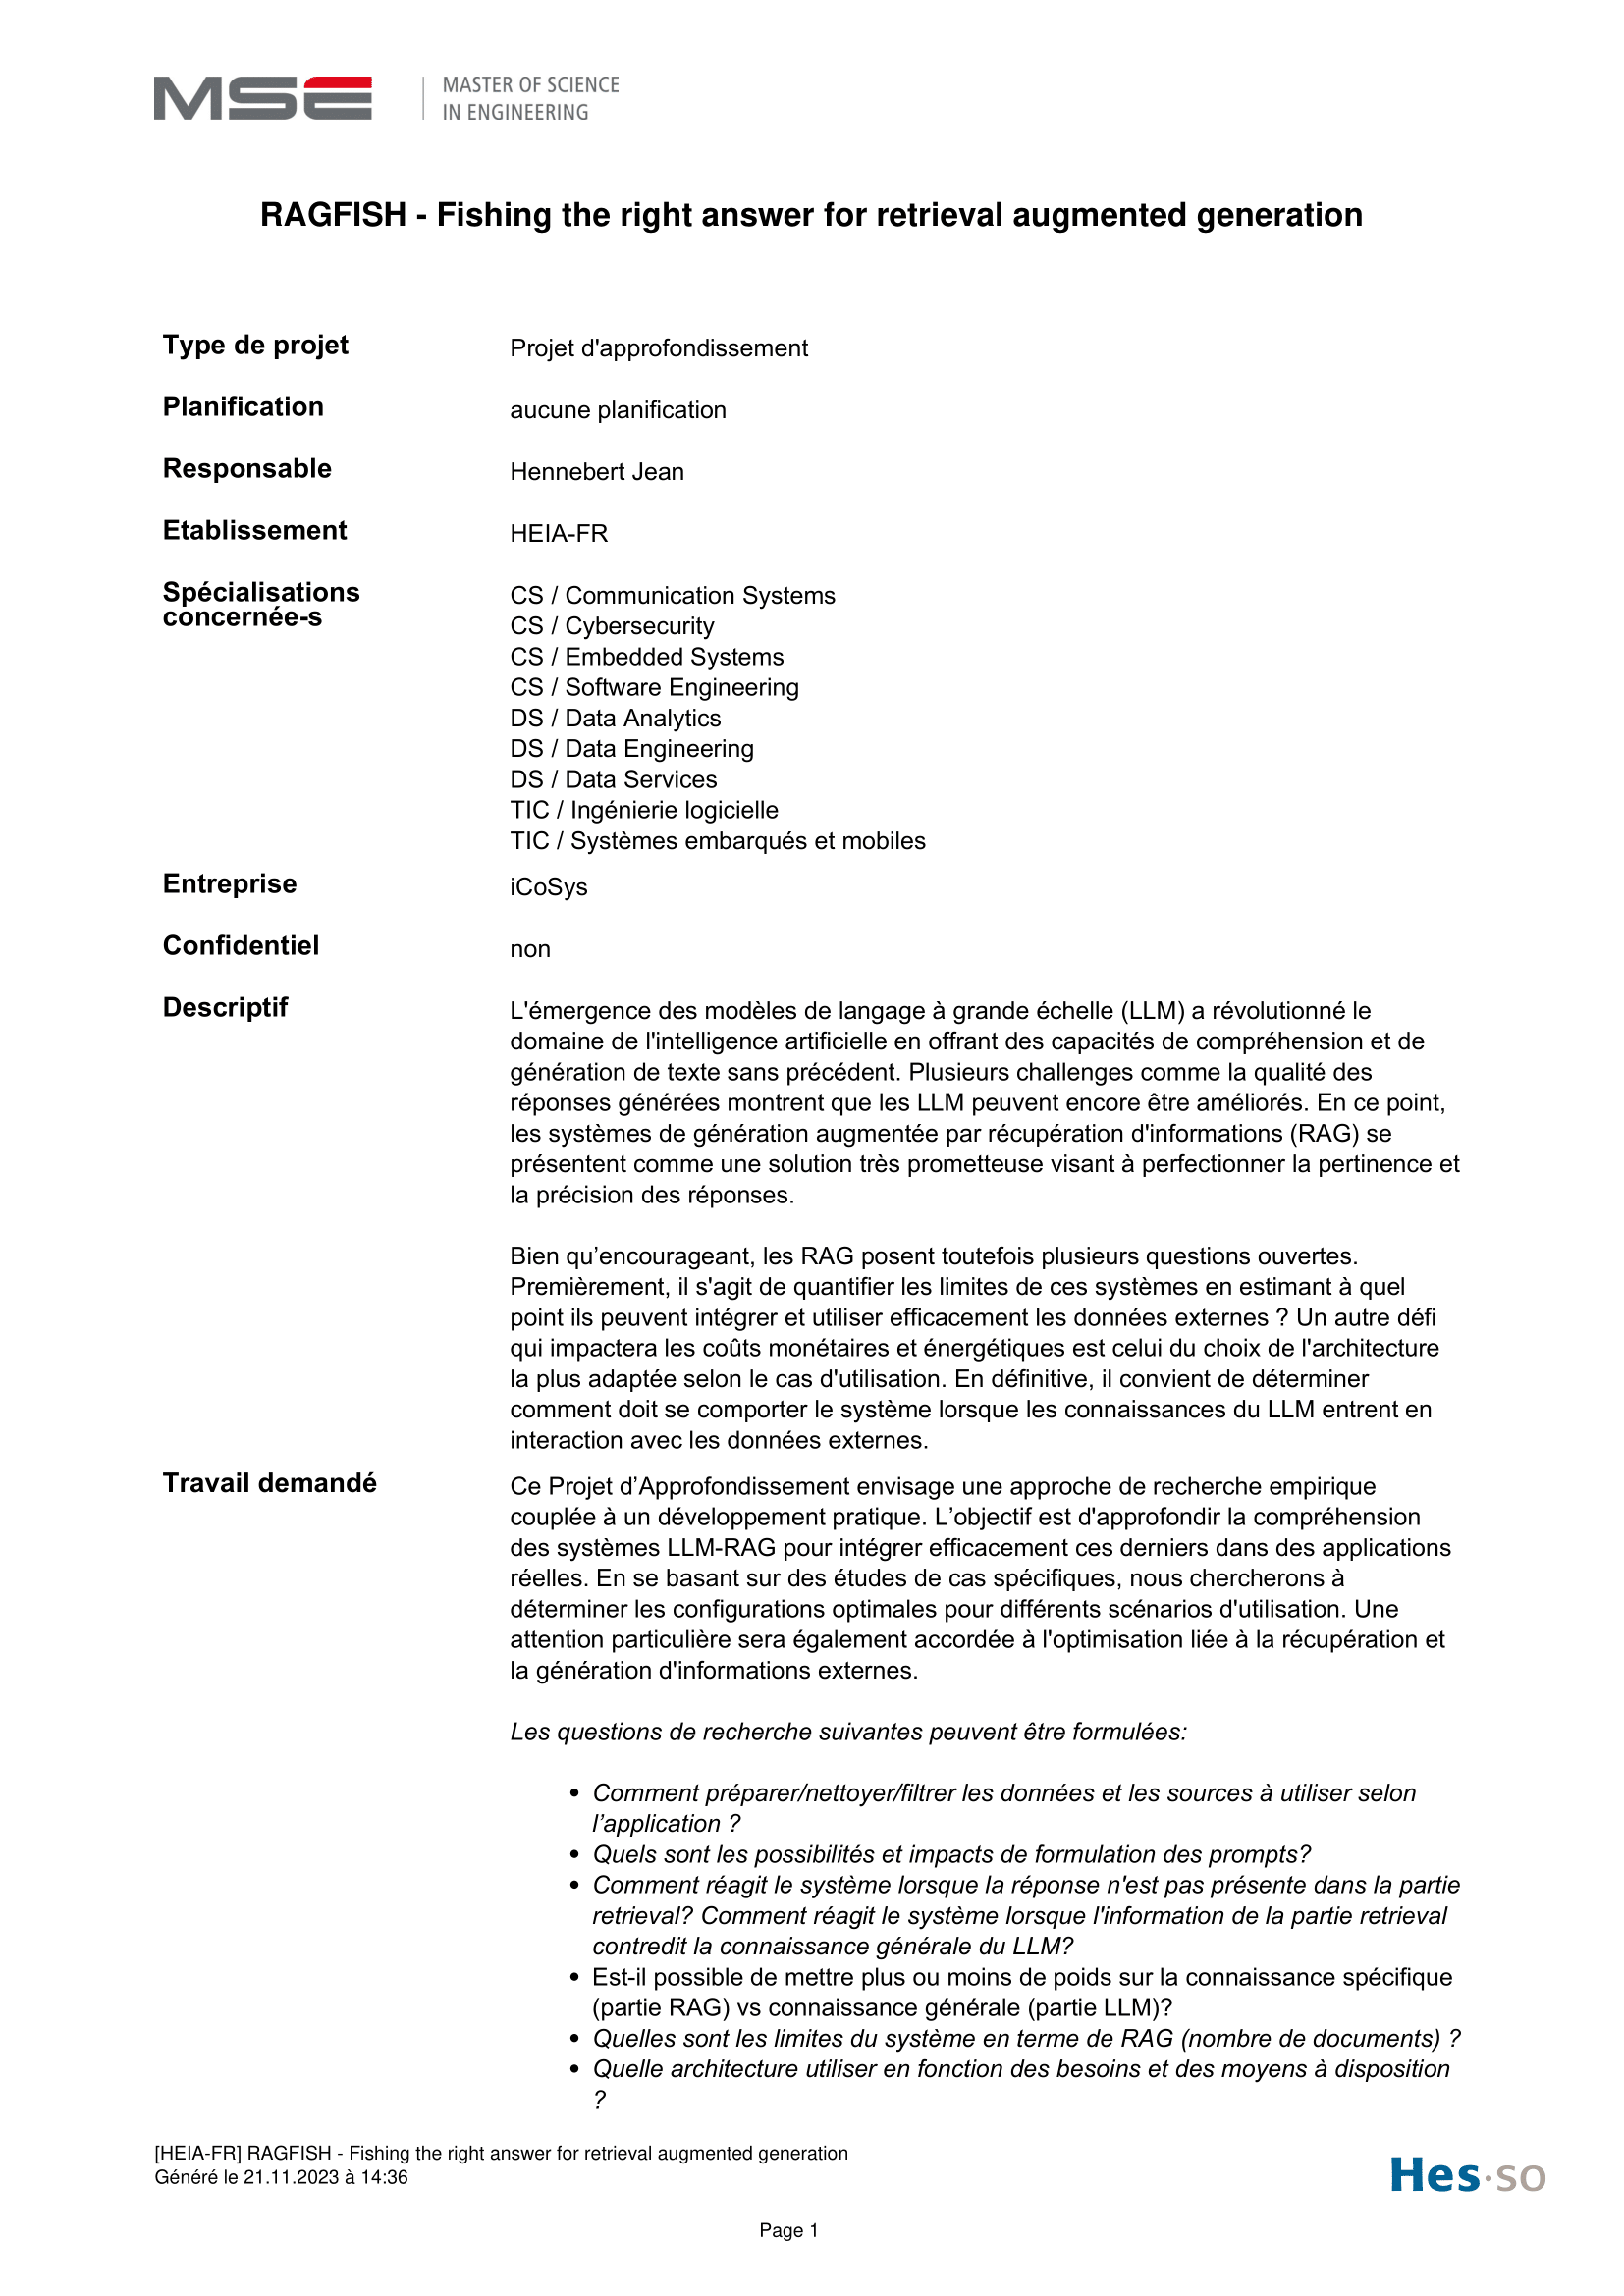 MSE
MASTER OF SCIENCE
IN ENGINEERING
RAGFISH - Fishing the right answer for retrieval augmented generation
Type de projet
Projet d'approfondissement
Planification
aucune planification
Responsable
Hennebert Jean
Etablissement
HEIA-FR
Spécialisations
concernée-s
CS / Communication Systems
CS / Cybersecurity
CS / Embedded Systems
CS / Software Engineering
DS / Data Analytics
DS / Data Engineering
DS / Data Services
TIC / Ingénierie logicielle
TIC / Systèmes embarqués et mobiles
Entreprise
iCoSys
Confidentiel
non
Descriptif
L'émergence des modèles de langage à grande échelle (LLM) a révolutionné le
domaine de l'intelligence artificielle en offrant des capacités de compréhension et de
génération de texte sans précédent. Plusieurs challenges comme la qualité des
réponses générées montrent que les LLM peuvent encore être améliorés. En ce point,
les systèmes de génération augmentée par récupération d'informations (RAG) se
présentent comme une solution très prometteuse visant à perfectionner la pertinence et
la précision des réponses.
Bien qu’encourageant, les RAG posent toutefois plusieurs questions ouvertes.
Premièrement, il s'agit de quantifier les limites de ces systèmes en estimant à quel
point ils peuvent intégrer et utiliser efficacement les données externes ? Un autre défi
qui impactera les coûts monétaires et énergétiques est celui du choix de l'architecture
la plus adaptée selon le cas d'utilisation. En définitive, il convient de déterminer
comment doit se comporter le système lorsque les connaissances du LLM entrent en
interaction avec les données externes.
Travail demandé
Ce Projet d’Approfondissement envisage une approche de recherche empirique
couplée à un développement pratique. L’objectif est d'approfondir la compréhension
des systèmes LLM-RAG pour intégrer efficacement ces derniers dans des applications
réelles. En se basant sur des études de cas spécifiques, nous chercherons à
déterminer les configurations optimales pour différents scénarios d'utilisation. Une
attention particulière sera également accordée à l'optimisation liée à la récupération et
la génération d'informations externes.
Les questions de recherche suivantes peuvent être formulées:
• Comment préparer/nettoyer/filtrer les données et les sources à utiliser selon
l’application ?
• Quels sont les possibilités et impacts de formulation des prompts?
• Comment réagit le système lorsque la réponse n'est pas présente dans la partie
retrieval? Comment réagit le système lorsque l'information de la partie retrieval
contredit la connaissance générale du LLM?
• Est-il possible de mettre plus ou moins de poids sur la connaissance spécifique
(partie RAG) vs connaissance générale (partie LLM)?
• Quelles sont les limites du système en terme de RAG (nombre de documents) ?
• Quelle architecture utiliser en fonction des besoins et des moyens à disposition
?
[HEIA-FR] RAGFISH - Fishing the right answer for retrieval augmented generation
Généré le 21.11.2023 à 14:36
Hes·so
Page 1